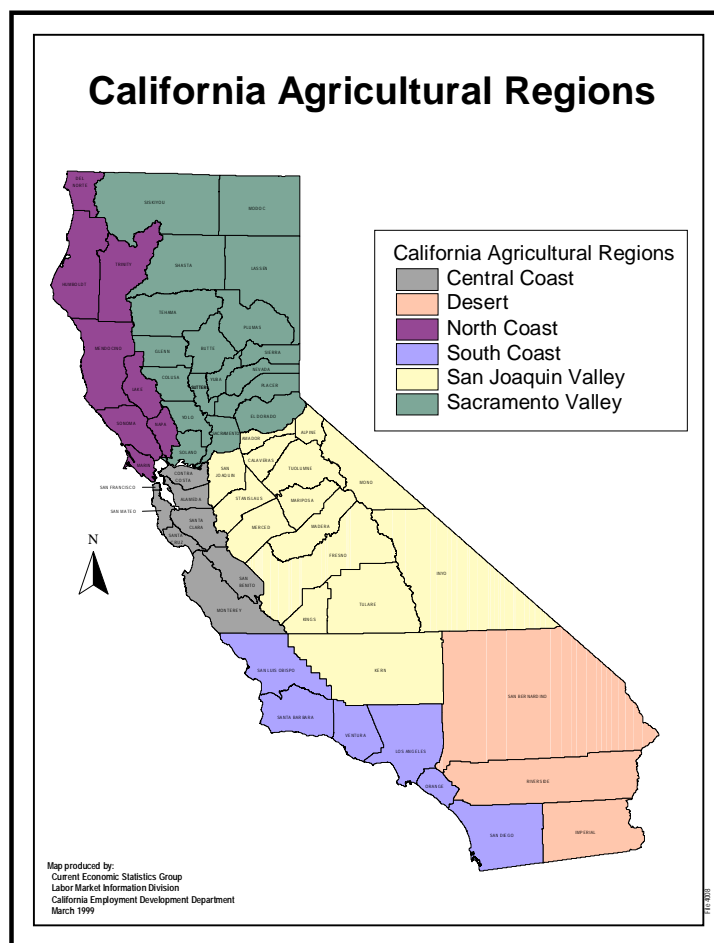 California Agricultural Regions
DEL
NORTE
SISKIYOU
MODOC
HUMBOLDT
TRINITY
SHASTA
LASSEN
TEHAMA
PLUMAS
MENDOCINO
GLENN
BUTTE
SIERRA
NEVADA
COLUSA
YUBA
PLACER
LAKE
SUTTER
YOLO
EL DORADO
SONOMA
NAPA
SACRAMENTO
AMADOR
ALPINE
SOLANO
MARIN
CALAVERAS
SAN
JOAQUIN
TUOLUMNE
CONTRA
COSTA
MONO
SAN FRANCISCO
ALAMEDA
STANISLAUS
MARIPOSA
SAN MATEO
SANTA
CLARA
MERCED
MADERA
SANTA
CRUZ
FRESNO
SAN
BENITO
INYO
MONTEREY
KINGS
TULARE
SAN LUIS OBISPO
KERN
SAN BERNARDINO
SANTA BARBARA
VENTURA
LOS ANGELES
ORANGE
RIVERSIDE
SAN DIEGO
IMPERIAL
N
California Agricultural Regions
Central Coast
Desert
North Coast
South Coast
San Joaquin Valley
Sacramento Valley
Map produced by:
Current Economic Statistics Group
Labor Market Information Division
California Employment Development Department
March 1999